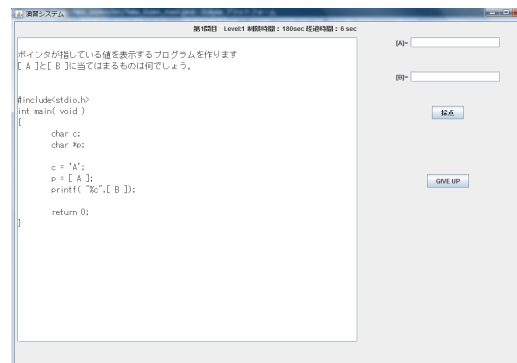 演習システム
第1問目 Level:1 制限時間：180sec 経過時間：6 sec
ポインタが指している値を表示するプログラムを作ります
[ A ]と[ B ]に当てはまるものは何でしょう。
#include<stdio.h>
int main( void )
{
char c;
char *p;
c = 'A';
p = [ A ];
printf( "%c",[ B ]);
return 0;
}
[A]=
[B]=
採点
GIVE UP